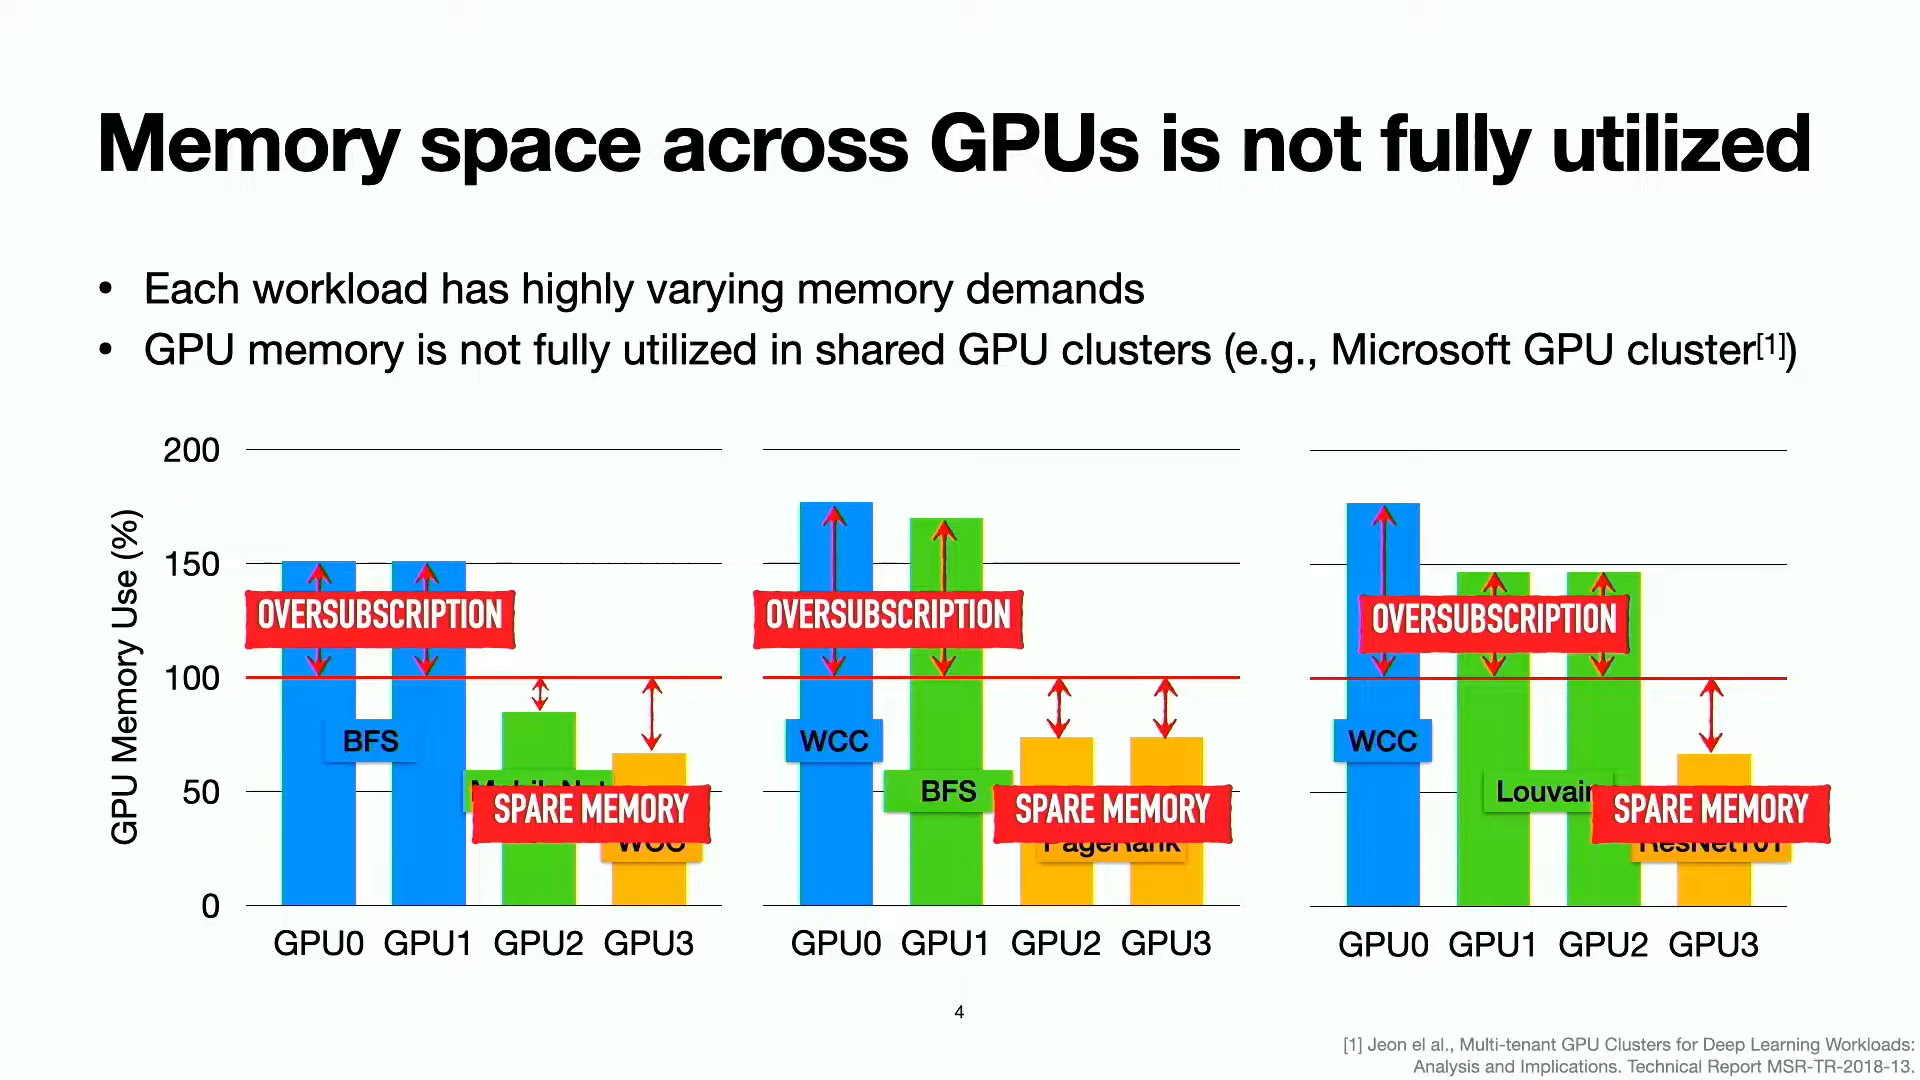 Memory space across GPUs is not fully utilized
• Each workload has highly varying memory demands
• GPU memory is not fully utilized in shared GPU clusters (e.g., Microsoft GPU cluster[1])
GPU Memory Use (%)
200
150
100
50
0
OVERSUBSCRIPTION
BFS
SPARE MEMORY
WCC
GPU0 GPU1 GPU2 GPU3
OVERSUBSCRIPTION
WCC
BFS
SPARE MEMORY
PageRank
GPU0 GPU1 GPU2 GPU3
OVERSUBSCRIPTION
WCC
Louvain
SPARE MEMORY
ResNet101
GPU0 GPU1 GPU2 GPU3
4
[1] Jeon el al., Multi-tenant GPU Clusters for Deep Learning Workloads:
Analysis and Implications. Technical Report MSR-TR-2018-13.